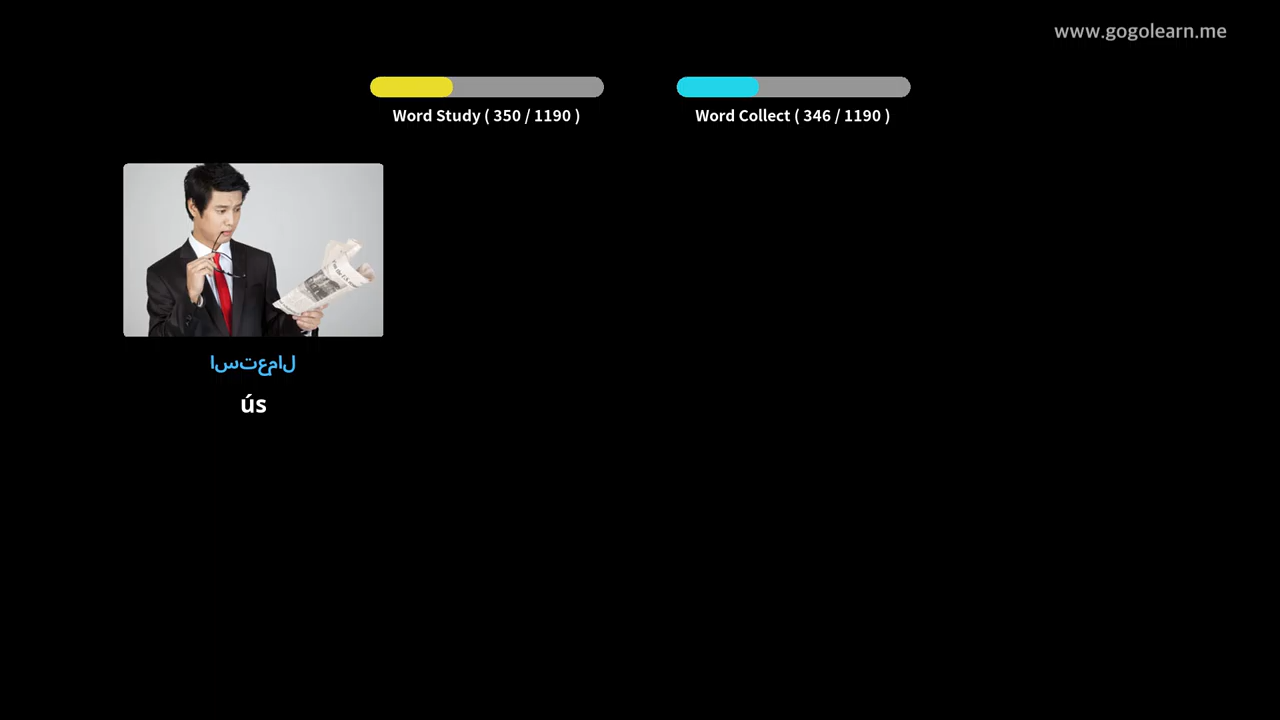 www.gogolearn.me
Word Study ( 350 / 1190 )
Word Collect ( 346 / 1190 )
استعمال
ús